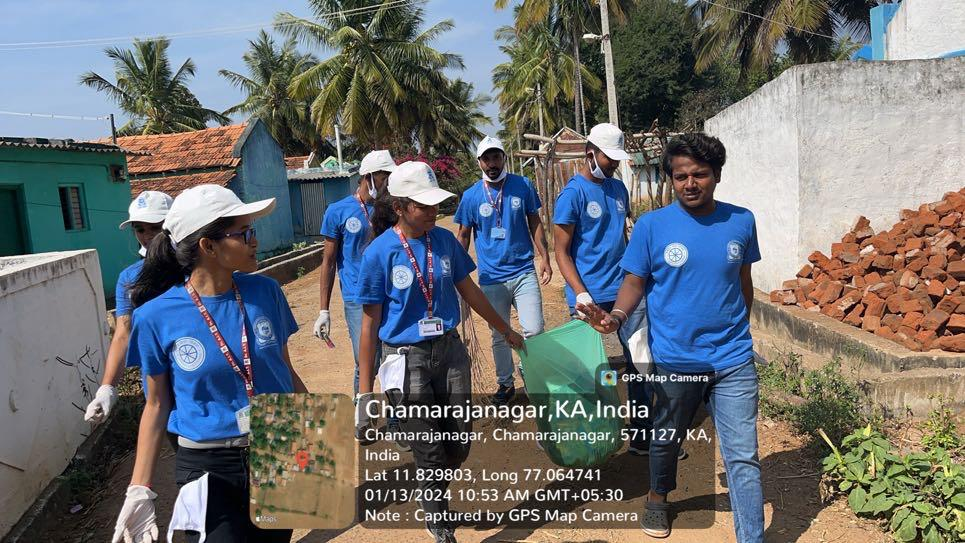 GPS Map Camera
Chamarajanagar,KA,India
Chamarajanagar, Chamarajanagar, 571127, KA,
India
Lat 11.829803, Long 77.064741
01/13/2024 10:53 AM GMT+05:30
Note : Captured by GPS Map Camera
Maps